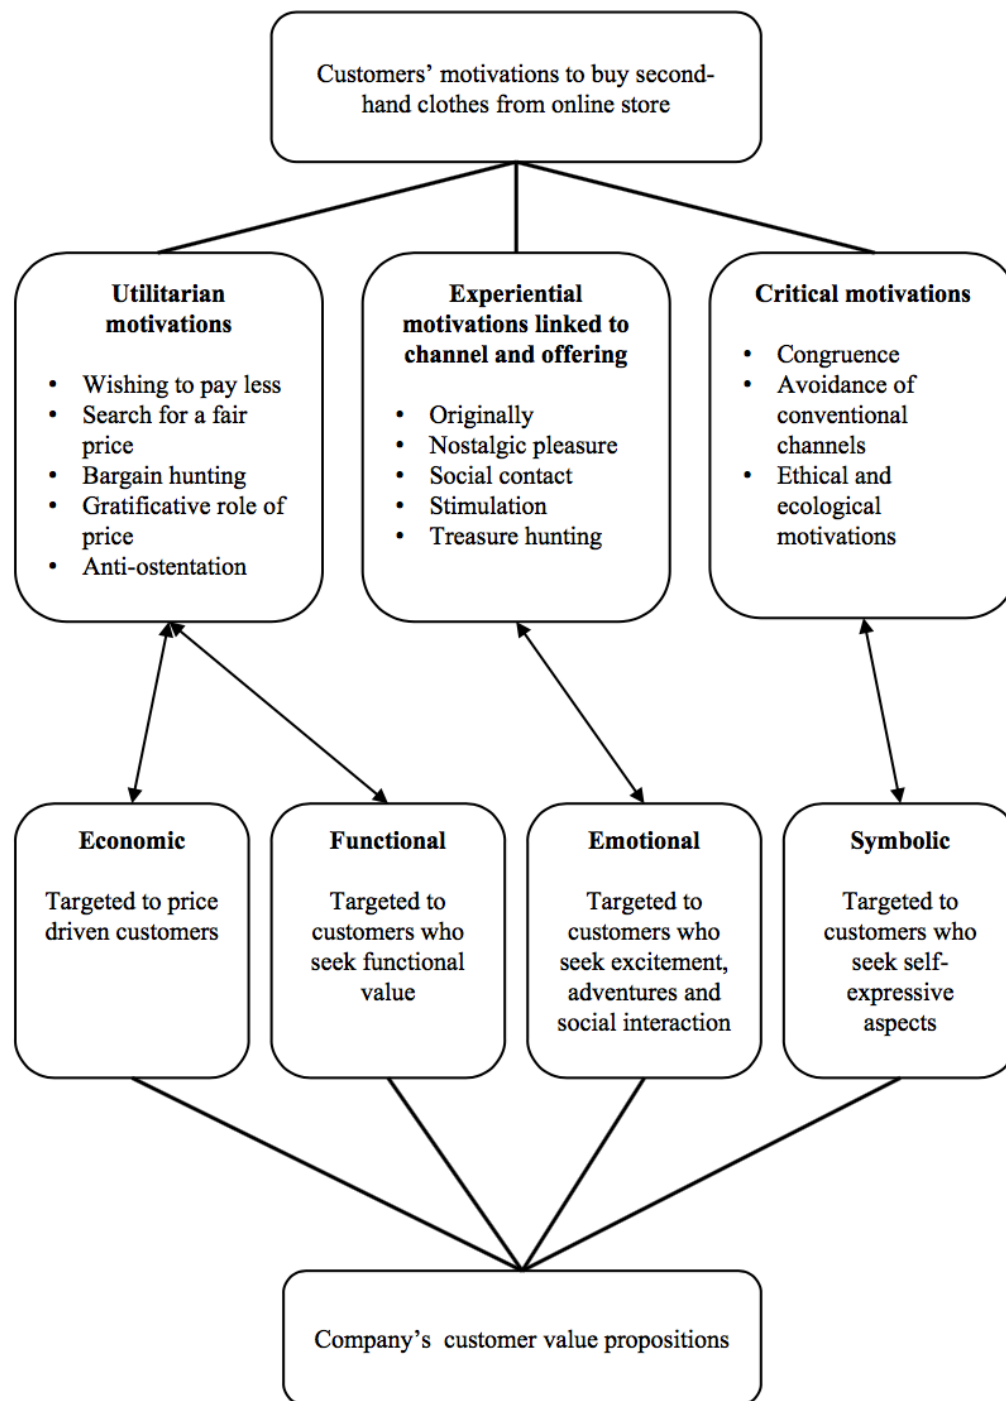 Customers’ motivations to buy second-
hand clothes from online store
Utilitarian
motivations
• Wishing to pay less
• Search for a fair
price
• Bargain hunting
• Gratificative role of
price
• Anti-ostentation
Experiential
motivations linked to
channel and offering
• Originally
• Nostalgic pleasure
• Social contact
• Stimulation
• Treasure hunting
Critical motivations
• Congruence
• Avoidance of
conventional
channels
• Ethical and
ecological
motivations
Economic
Targeted to price
driven customers
Functional
Targeted to
customers who
seek functional
value
Emotional
Targeted to
customers who
seek excitement,
adventures and
social interaction
Symbolic
Targeted to
customers who
seek self-
expressive
aspects
Company’s  customer value propositions